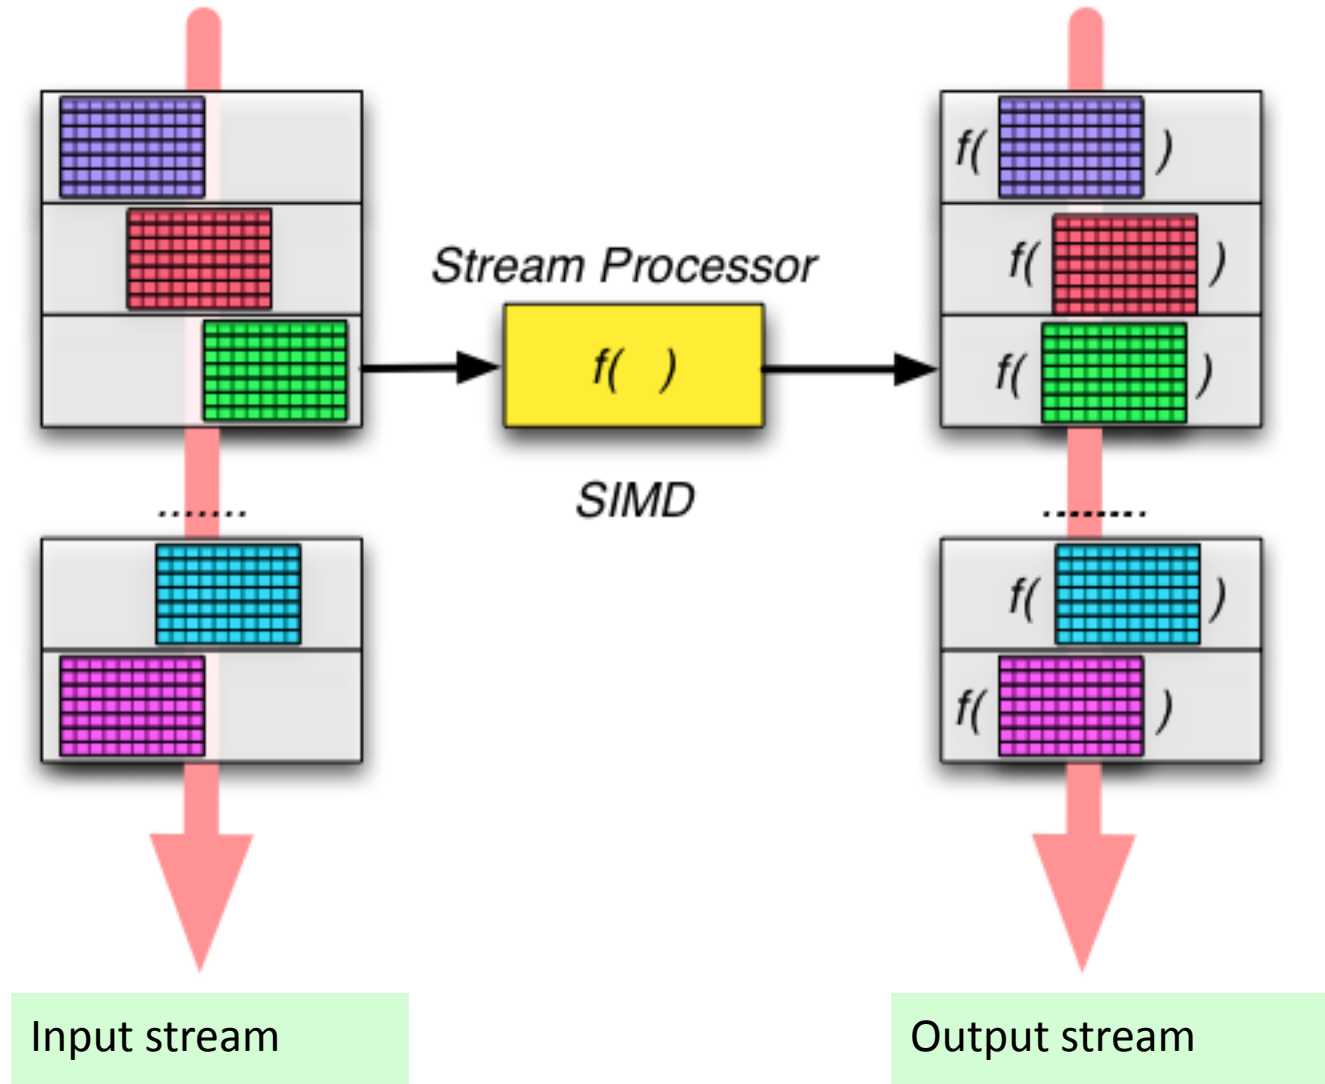 f( )
f( )
Stream Processor
f( )
f( )
SIMD
.......
........
f( )
f( )
Input stream
Output stream